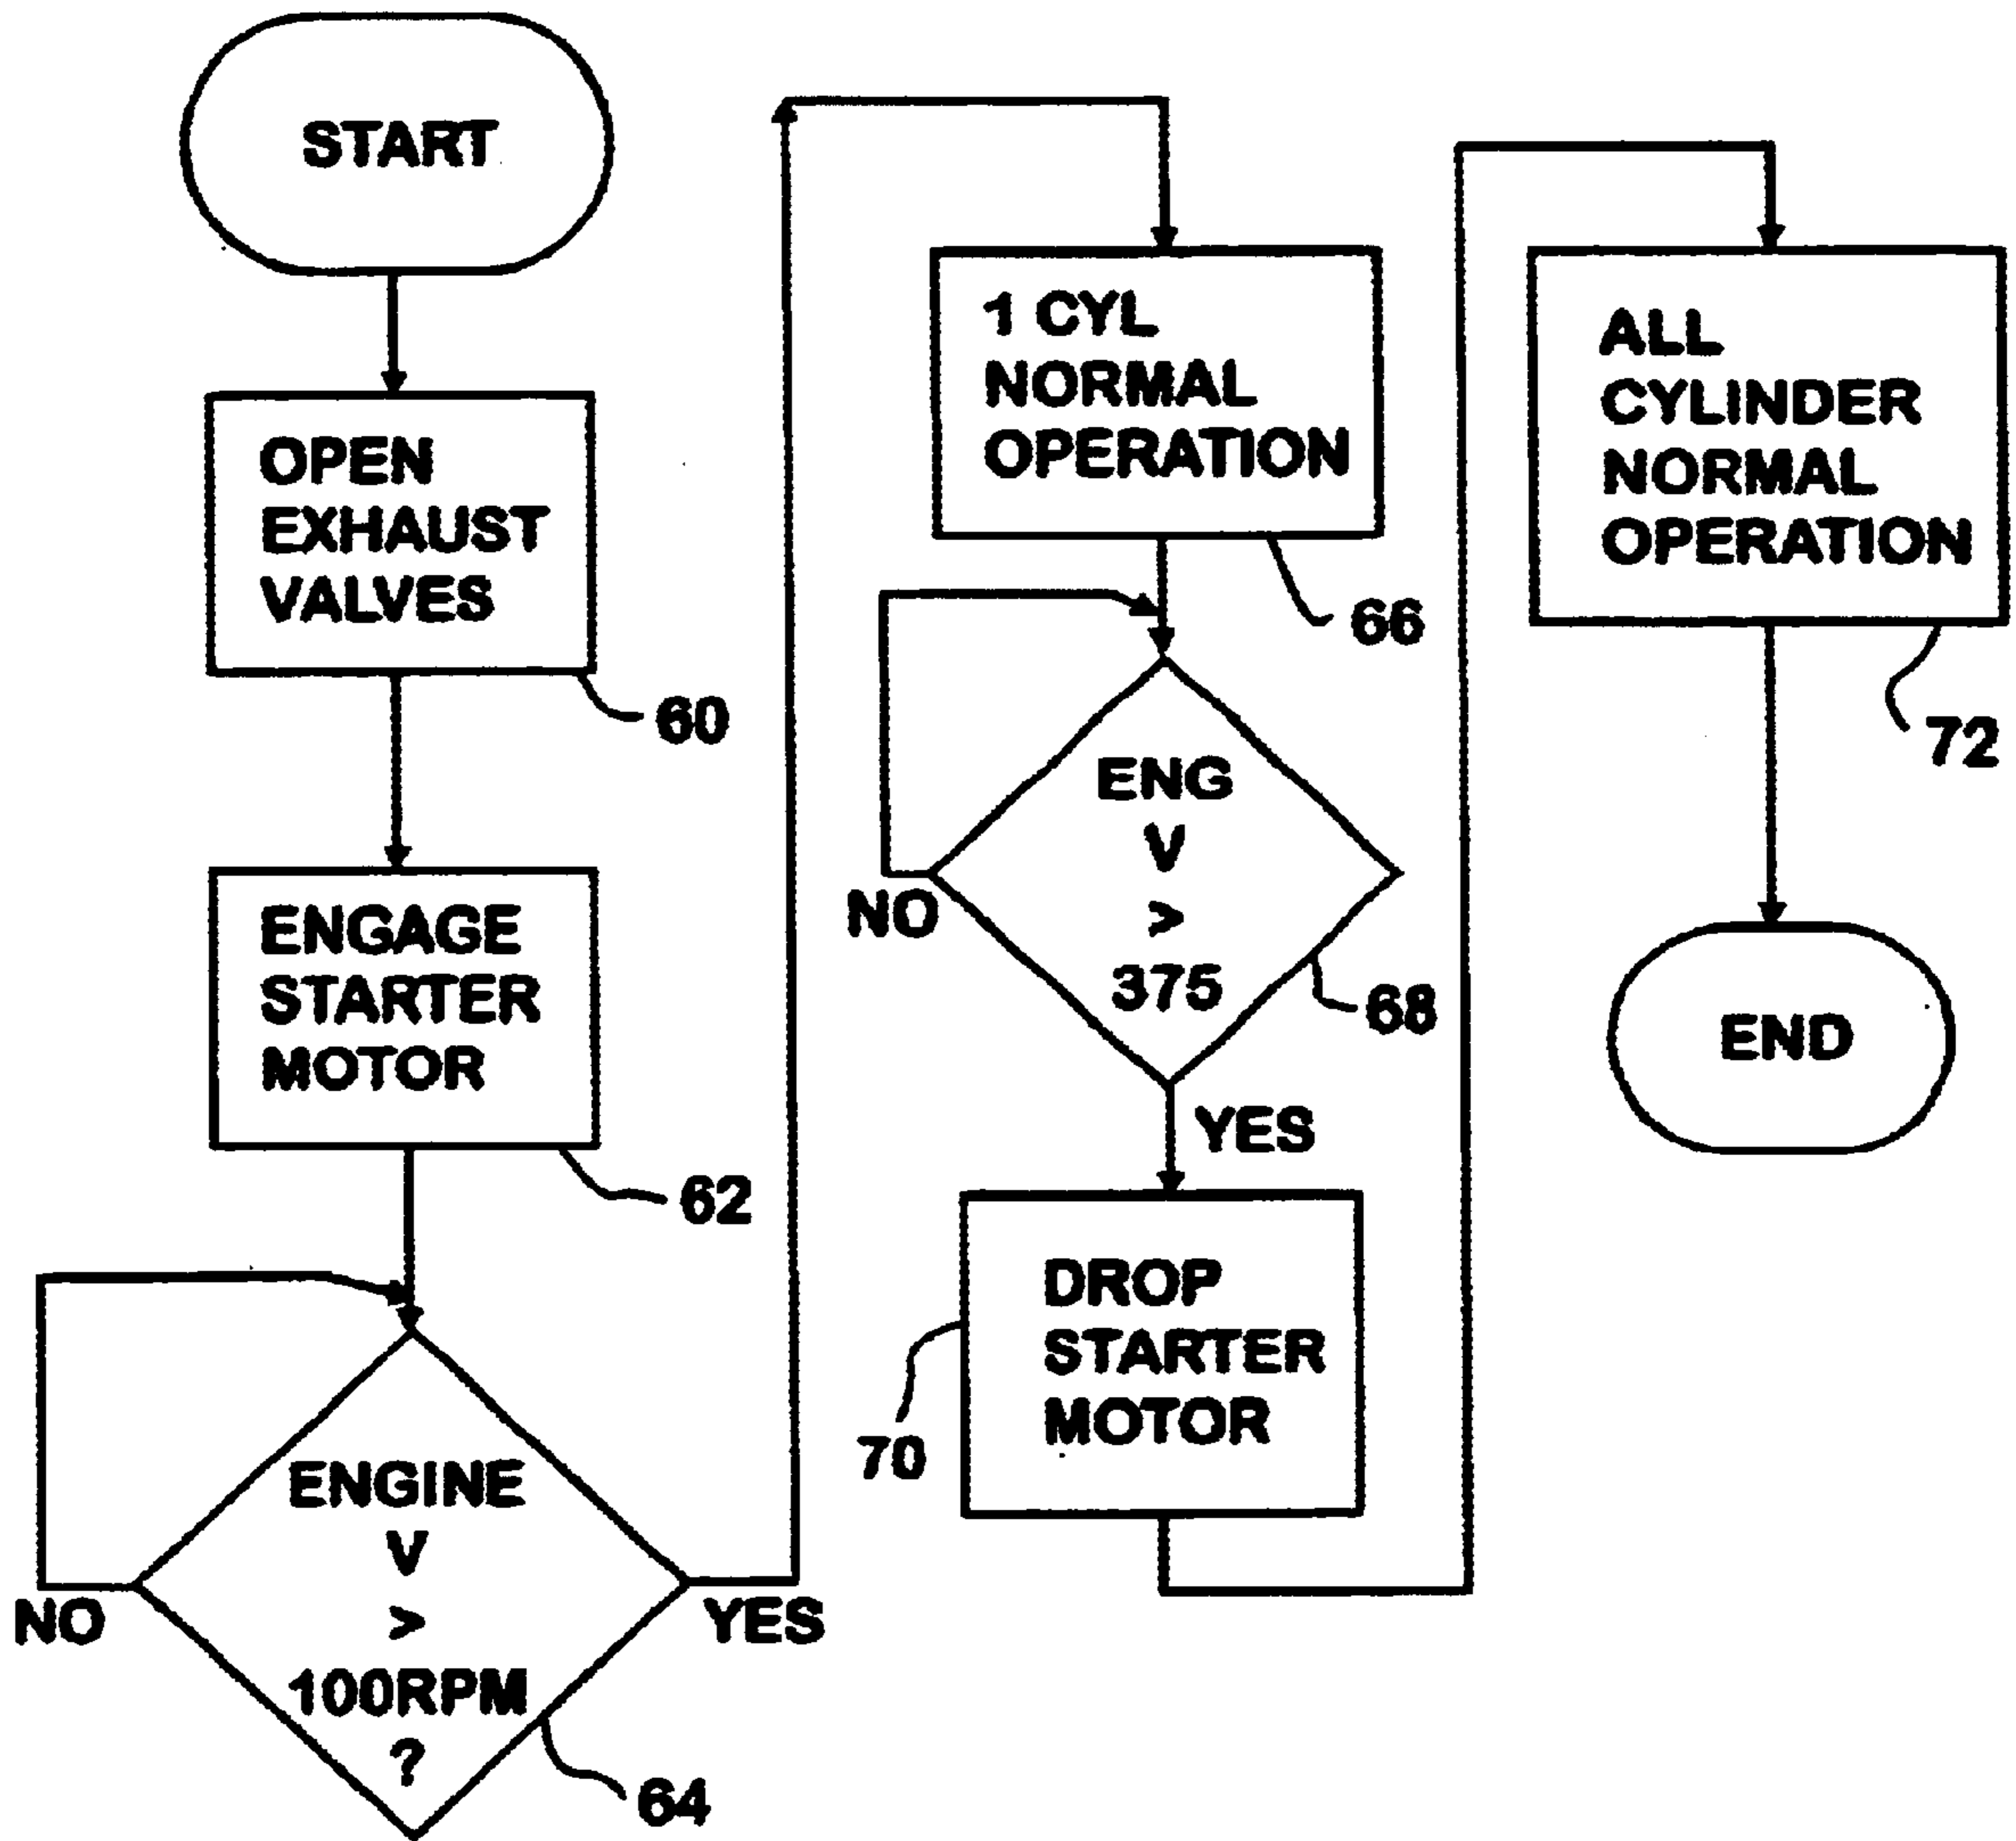 START
OPEN
EXHAUST
VALVES
60
ENGAGE
STARTER
MOTOR
62
ENGINE
V
>
100RPM
?
NO
YES
64
1 CYL
NORMAL
OPERATION
66
ENG
V
>
375
NO
68
YES
DROP
STARTER
MOTOR
70
ALL
CYLINDER
NORMAL
OPERATION
72
END